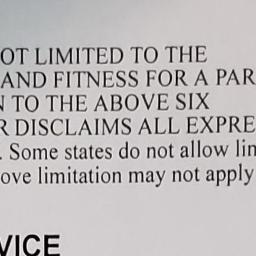 OT LIMITED TO THE
AND FITNESS FOR A PAR
N TO THE ABOVE SIX
R DISCLAIMS ALL EXPRE
. Some states do not allow lim
ove limitation may not apply
VICE